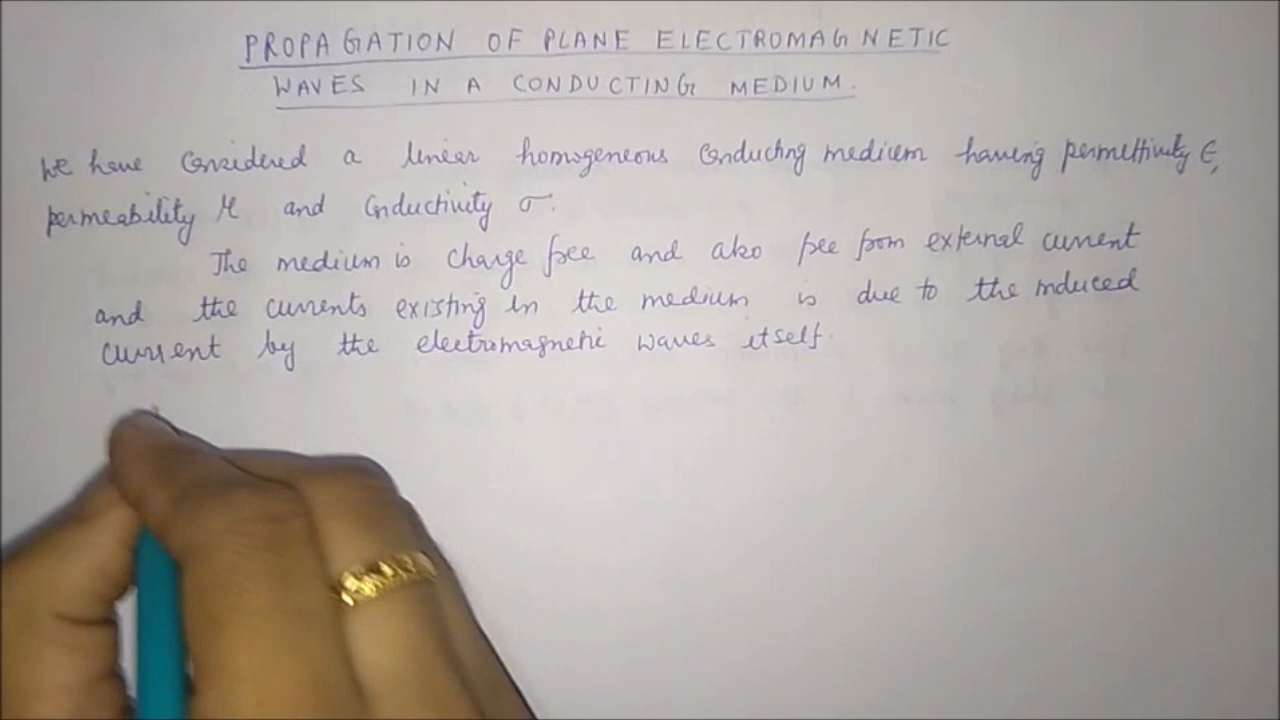 PROPAGATION OF PLANE ELECTROMAGNETIC
WAVES IN A CONDUCTING MEDIUM.
We have Considered a linear homogeneous Conducting medium having permittivity ϵ,
permeability μ and Conductivity σ.
The medium is charge free and also free from external current
and the currents existing in the medium is due to the induced
current by the electromagnetic waves itself.